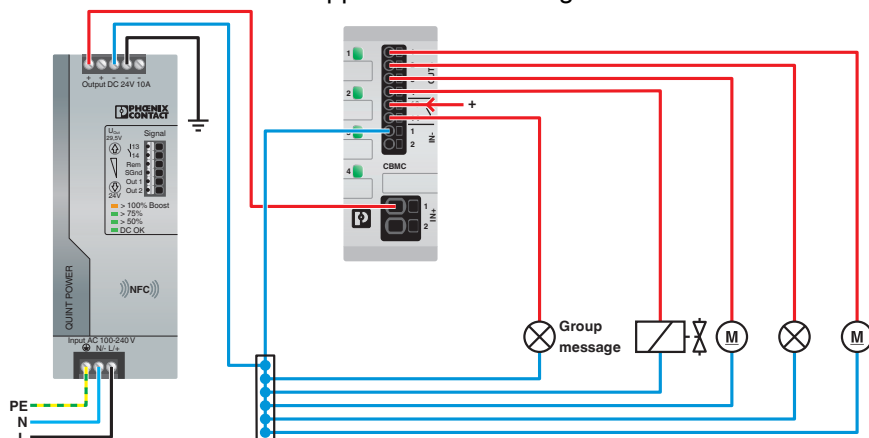 + + - - -
Output DC 24V 10A
PHŒNIX
CONTACT
Signal
29,5V
13
14
Rem
SGnd
Out 1
Out 2
24V
> 100% Boost
> 75%
> 50%
DC OK
NFC
QUINT POWER
Input AC 100-240 V
N/- L/+
PE
N
L
1
2
3
4
OUT
+
1
2
IN-
CBMC
1
2
IN+
Group
message
M
M